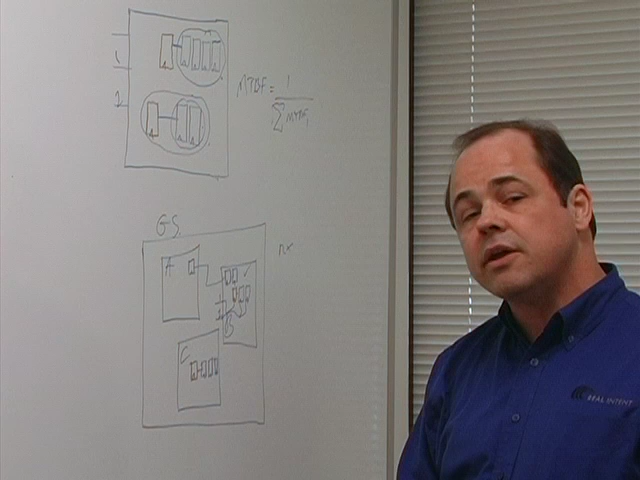 1
2
MTBF = 1
∑ MTBF
G.S.
A
B
C
REAL INTENT